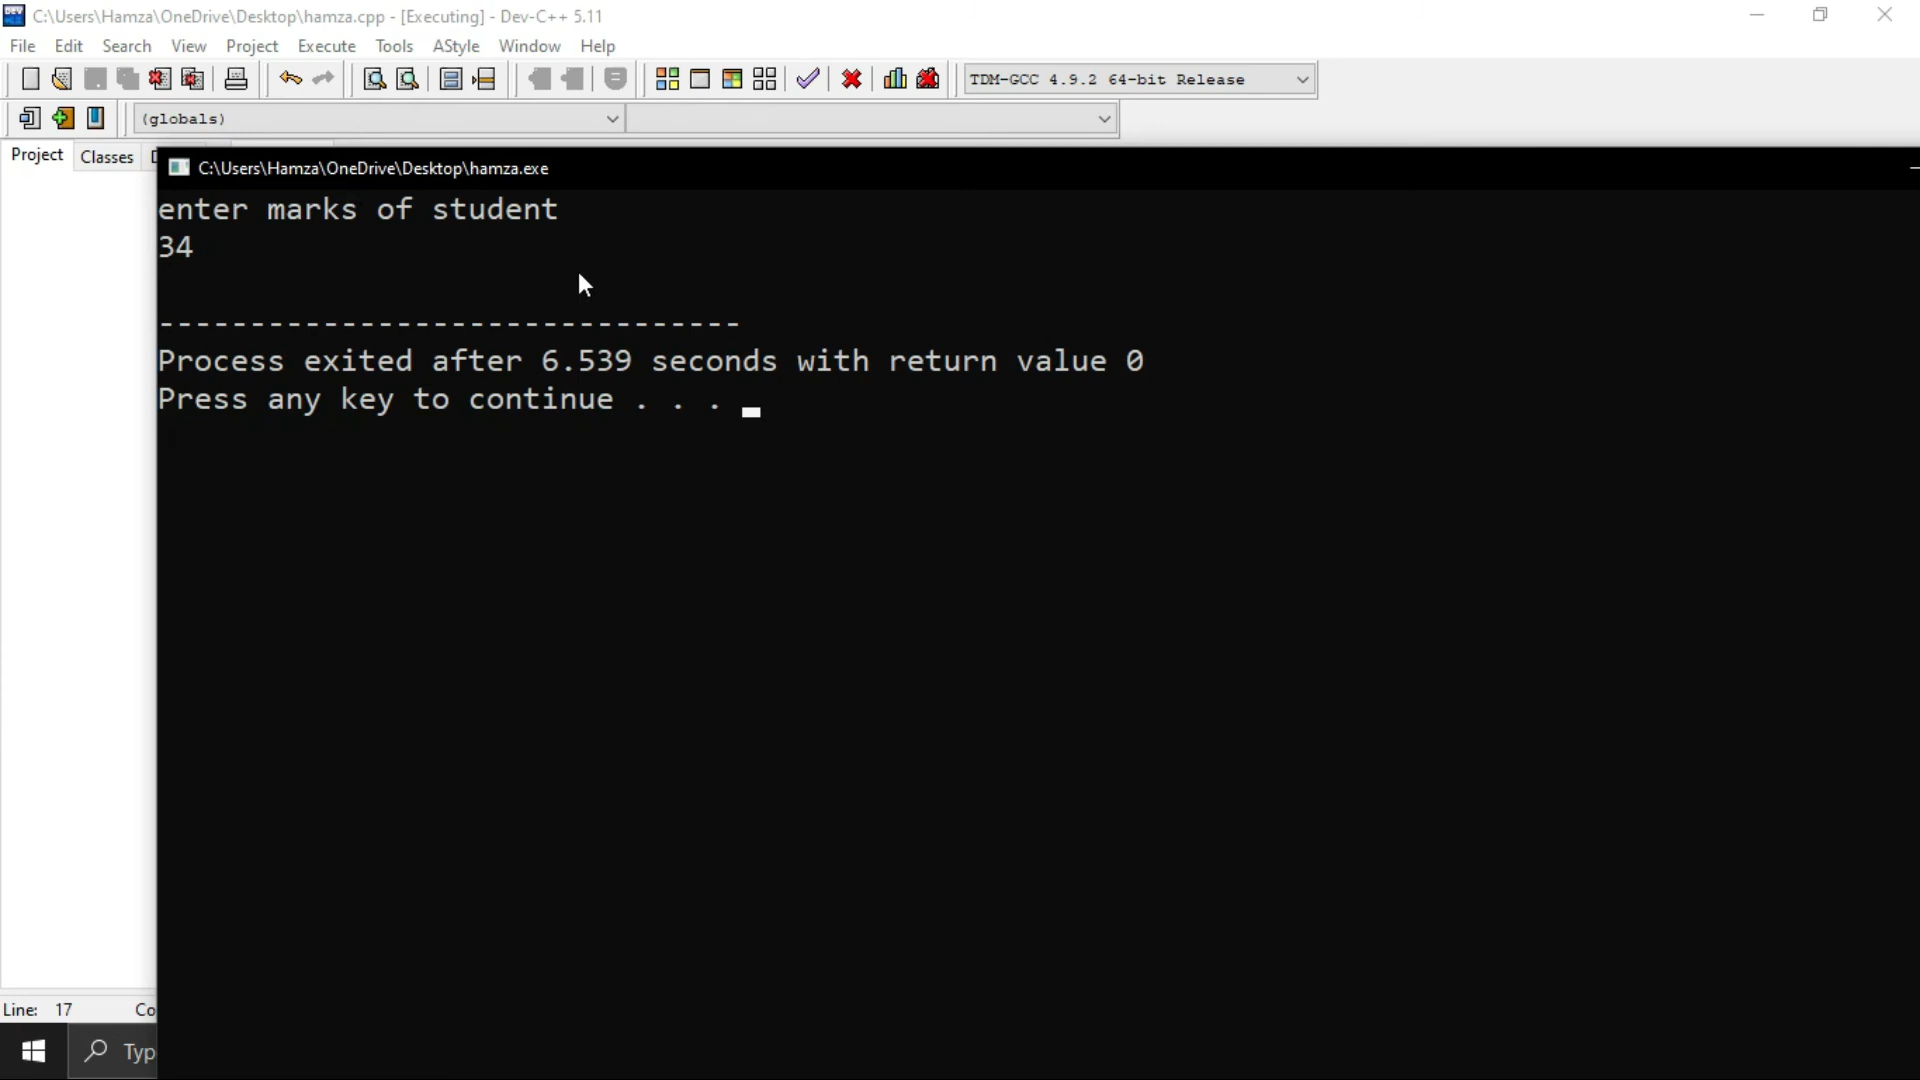 C:\Users\Hamza\OneDrive\Desktop\hamza.cpp - [Executing] - Dev-C++ 5.11
File Edit Search View Project Execute Tools AStyle Window Help
TDM-GCC 4.9.2 64-bit Release
(globals)
Project Classes
C:\Users\Hamza\OneDrive\Desktop\hamza.exe
enter marks of student
34
--------------------------------
Process exited after 6.539 seconds with return value 0
Press any key to continue . . .
Line: 17 Co
Typ